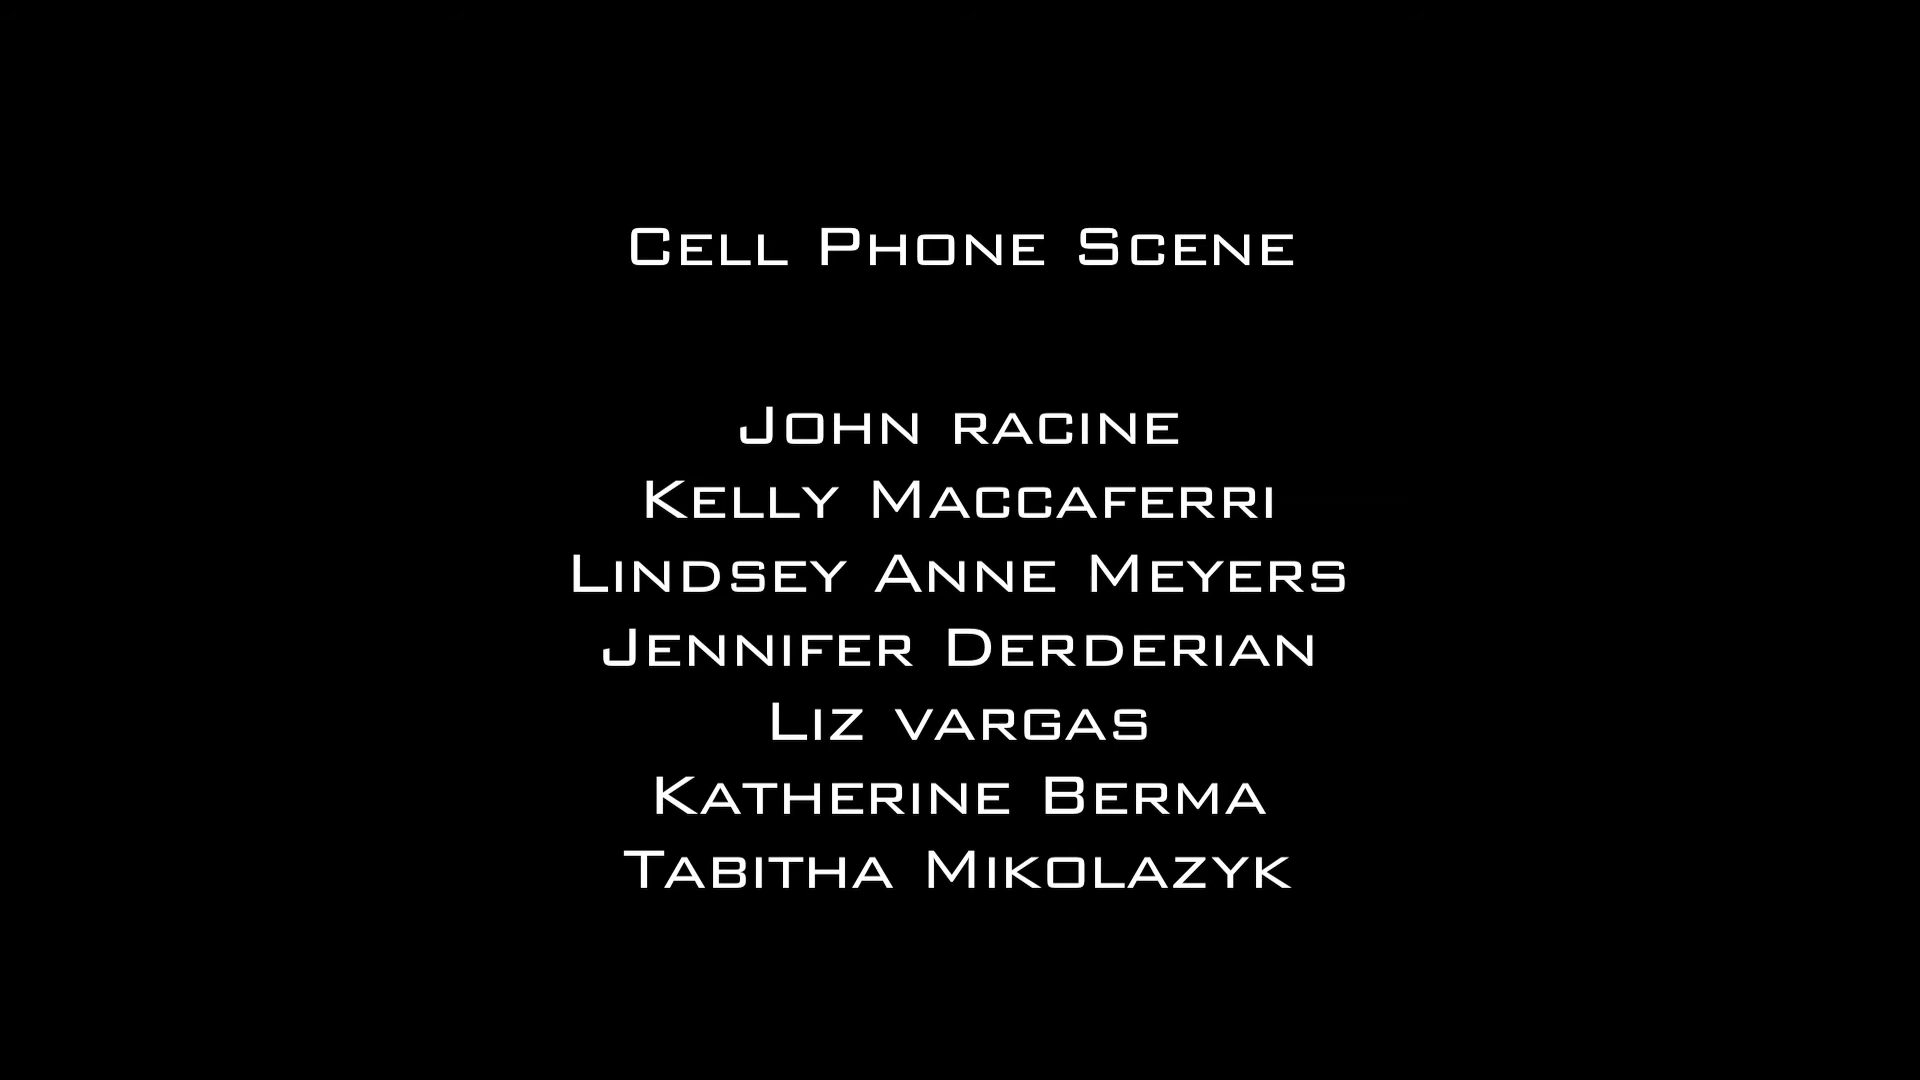 Cell Phone Scene
John racine
Kelly Maccaferri
Lindsey Anne Meyers
Jennifer Derderian
Liz vargas
Katherine Berma
Tabitha Mikolazyk